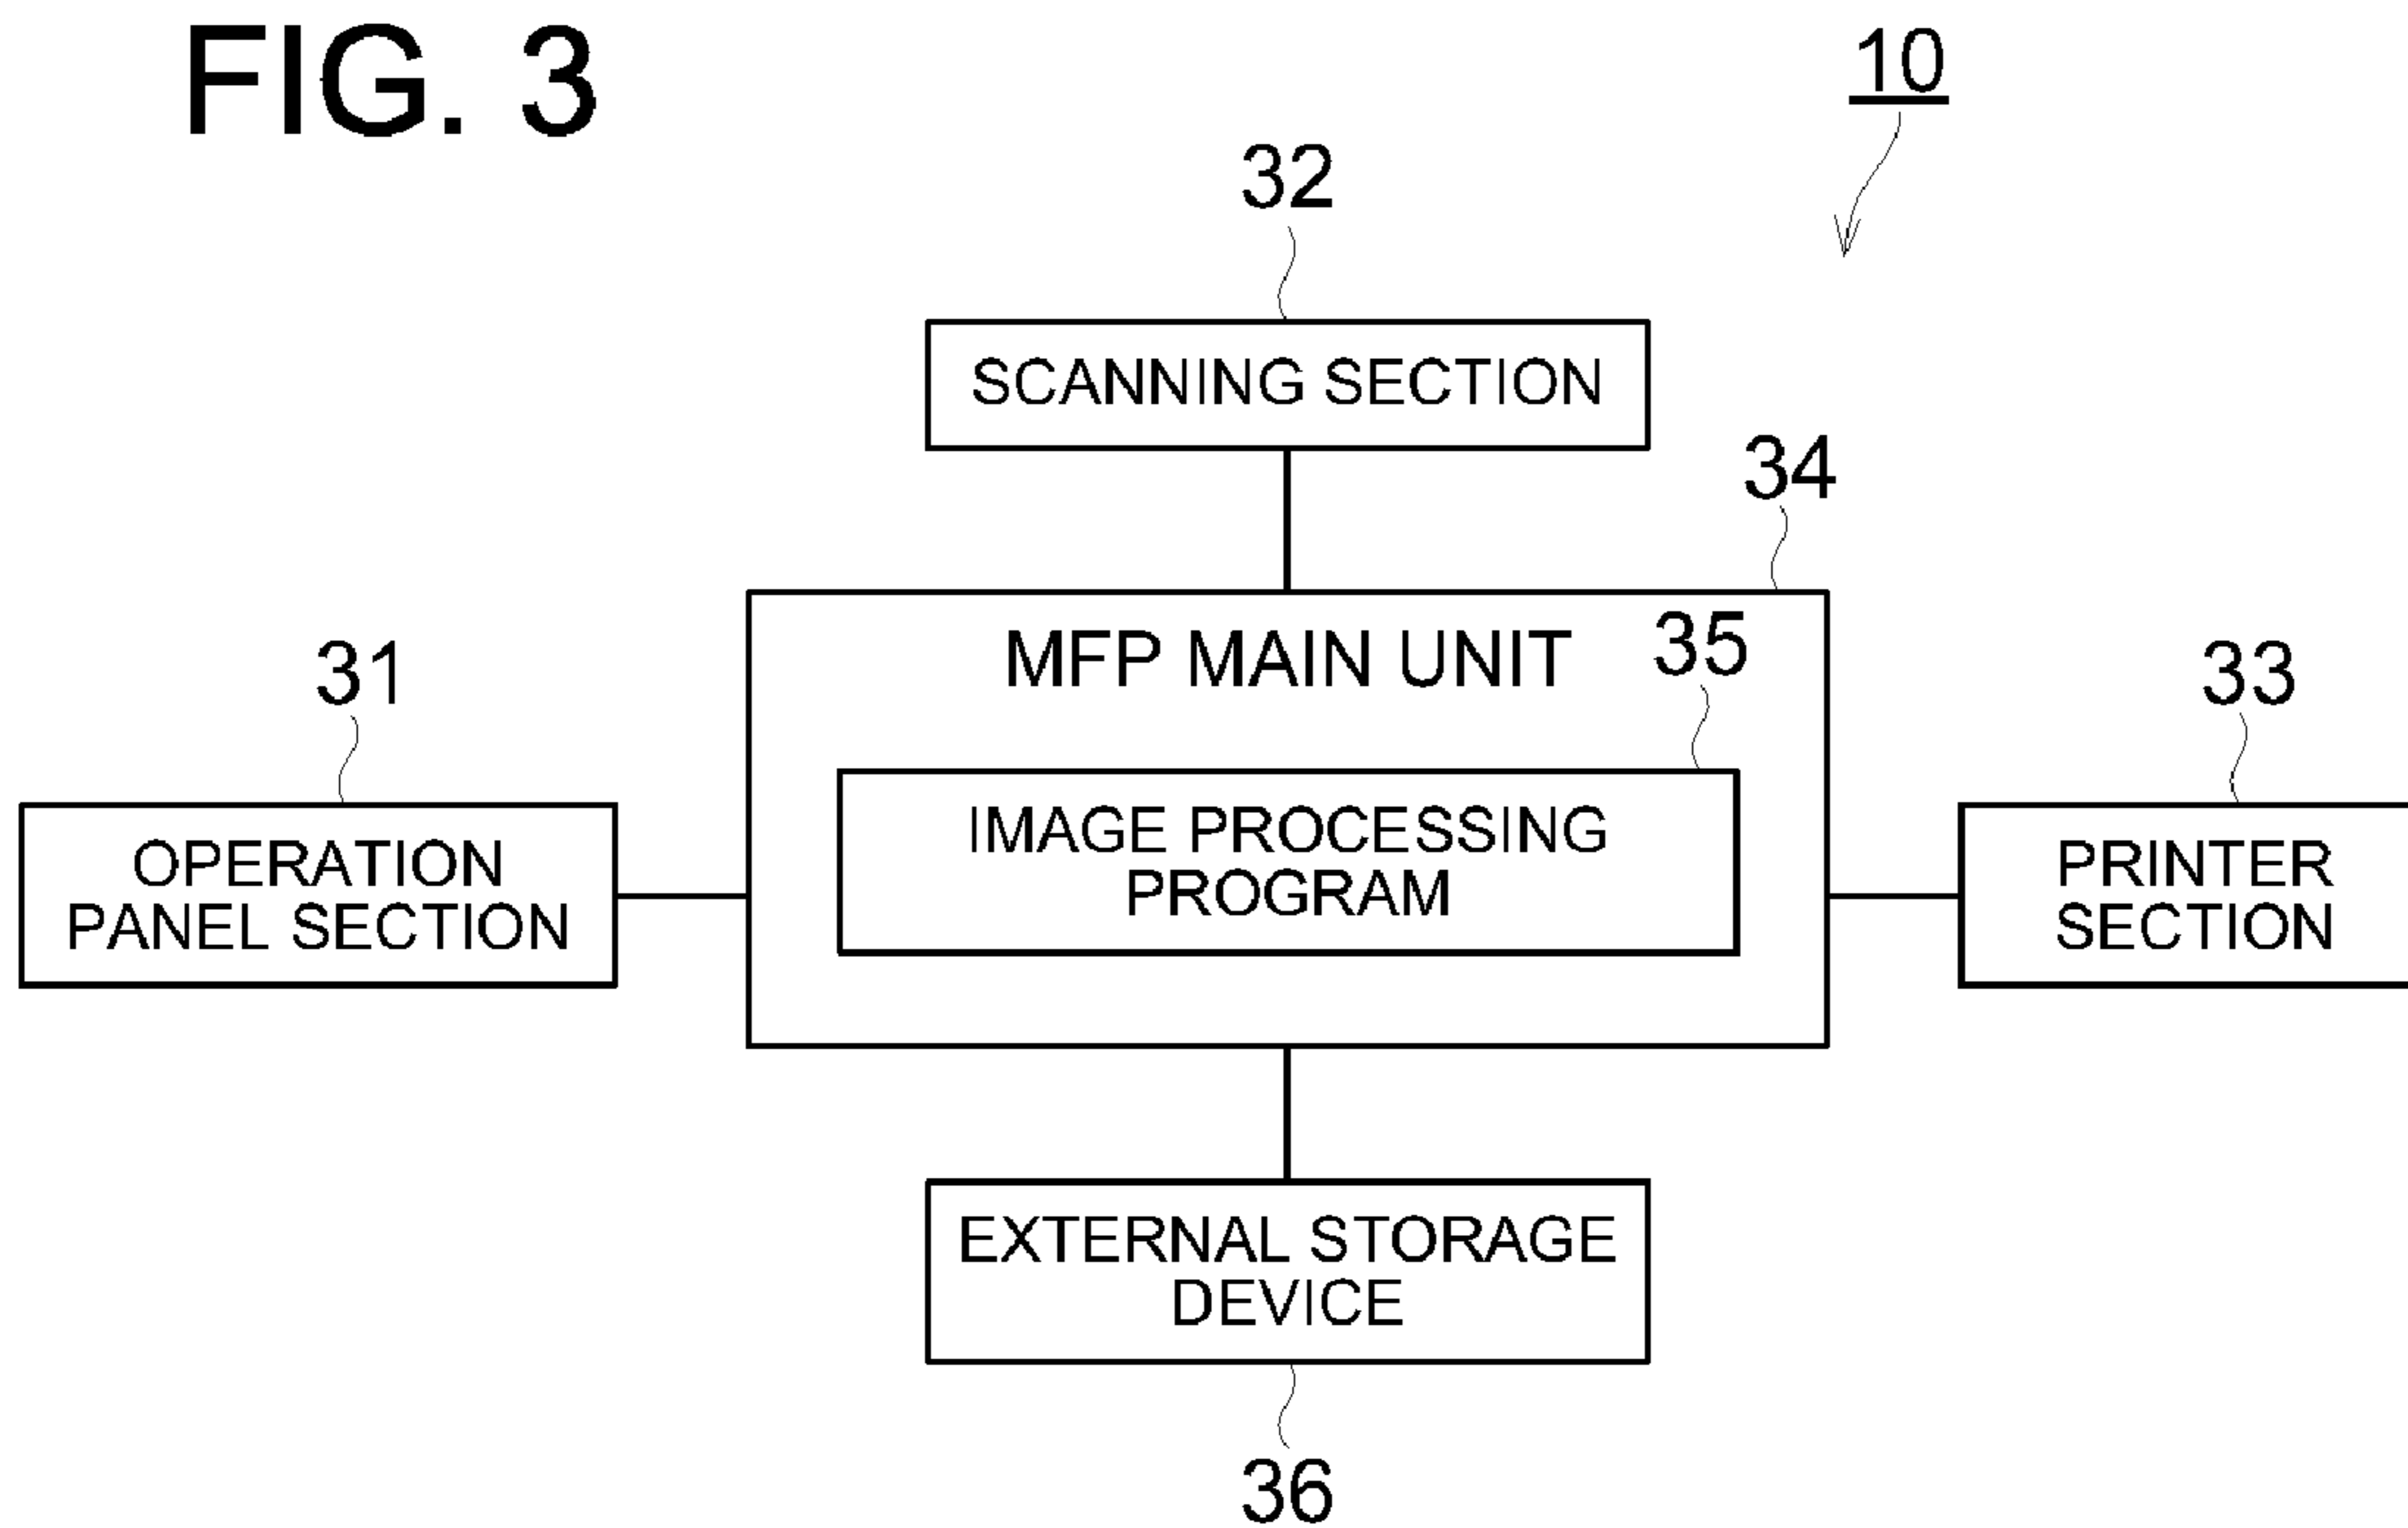 FIG. 3
10
32
SCANNING SECTION
34
MFP MAIN UNIT
35
31
33
IMAGE PROCESSING
PROGRAM
OPERATION
PANEL SECTION
PRINTER
SECTION
EXTERNAL STORAGE
DEVICE
36